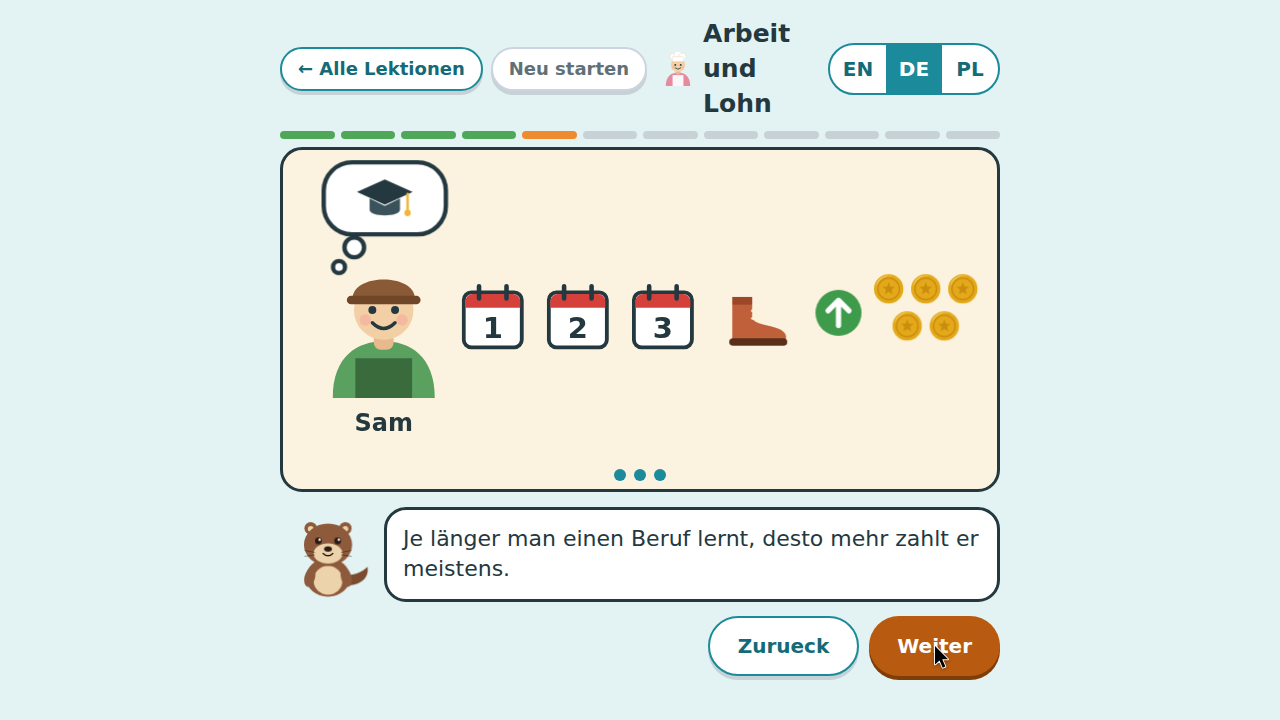 ← Alle Lektionen
Neu starten
Arbeit
und
Lohn
EN DE PL
1 2 3
Sam
Je länger man einen Beruf lernt, desto mehr zahlt er
meistens.
Zurueck
Weiter